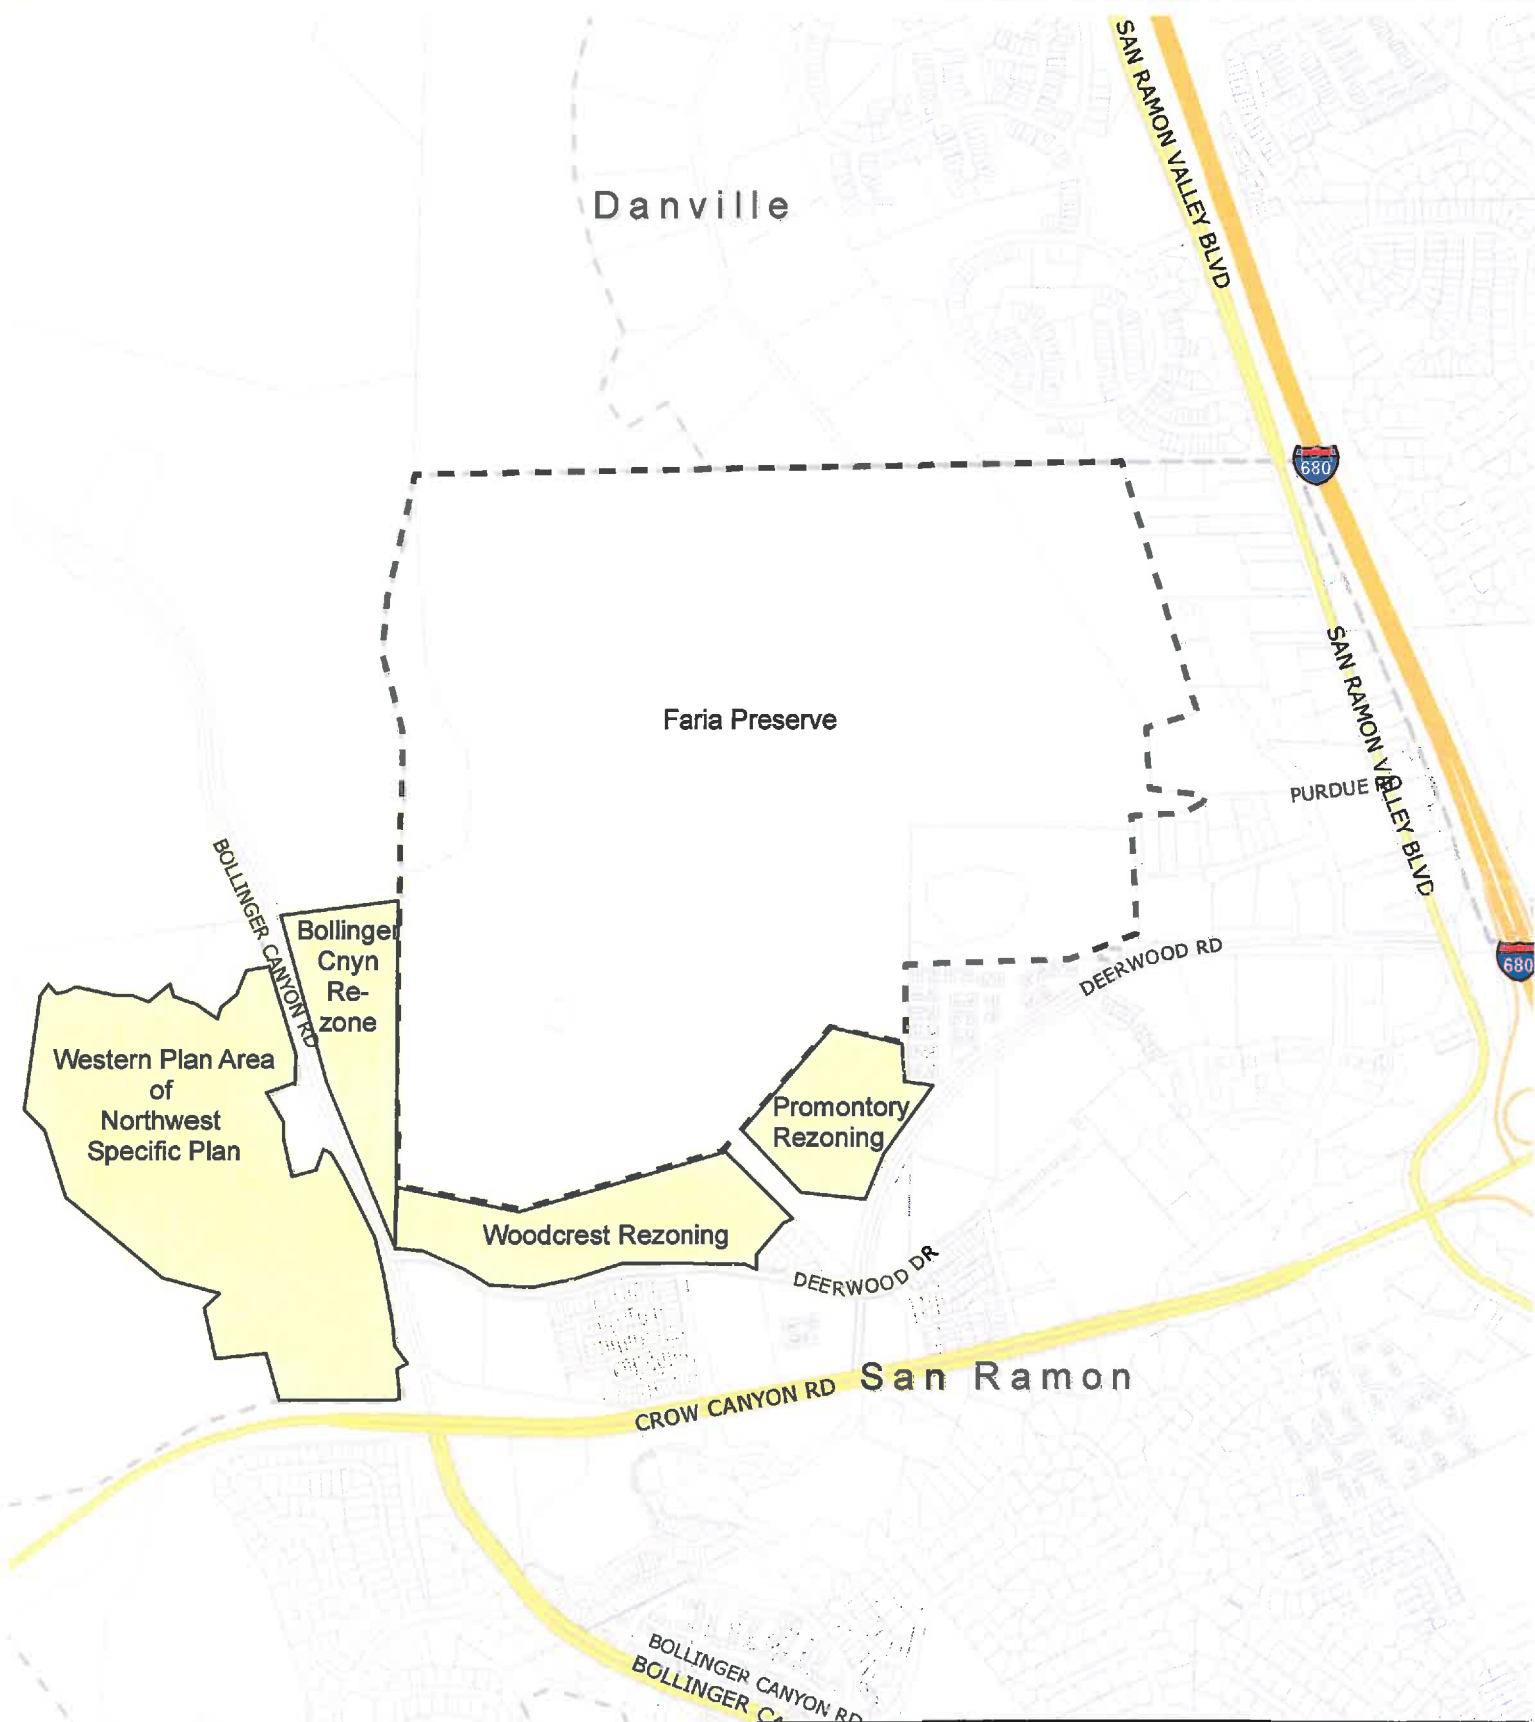 SAN RAMON VALLEY BLVD
Danville
680
Faria Preserve
SAN RAMON VALLEY BLVD
PURDUE RD
BOLLINGER CANYON RD
Bollinger
Cnyn
Re-
zone
DEERWOOD RD
680
Western Plan Area
of
Northwest
Specific Plan
Promontory
Rezoning
Woodcrest Rezoning
DEERWOOD DR
San Ramon
CROW CANYON RD
BOLLINGER CANYON RD
BOLLINGER CA